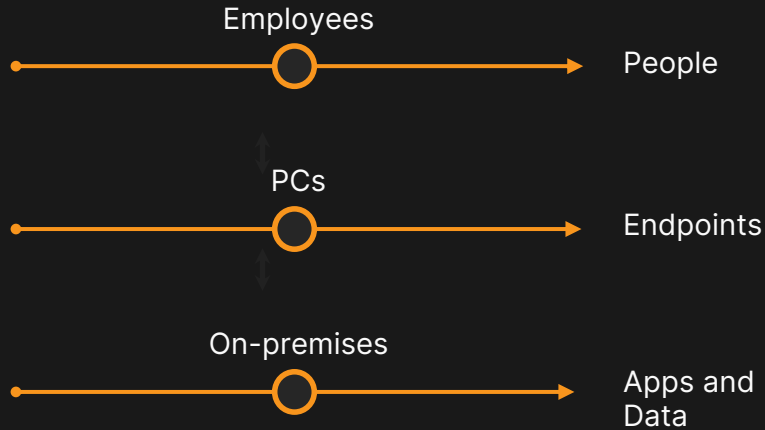 Employees
People
PCs
Endpoints
On-premises
Apps and
Data